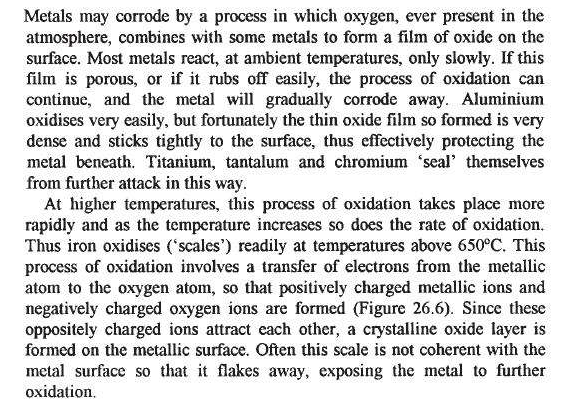 Metals may corrode by a process in which oxygen, ever present in the
atmosphere, combines with some metals to form a film of oxide on the
surface. Most metals react, at ambient temperatures, only slowly. If this
film is porous, or if it rubs off easily, the process of oxidation can
continue, and the metal will gradually corrode away. Aluminium
oxidises very easily, but fortunately the thin oxide film so formed is very
dense and sticks tightly to the surface, thus effectively protecting the
metal beneath. Titanium, tantalum and chromium ‘seal’ themselves
from further attack in this way.
At higher temperatures, this process of oxidation takes place more
rapidly and as the temperature increases so does the rate of oxidation.
Thus iron oxidises (‘scales’) readily at temperatures above 650°C. This
process of oxidation involves a transfer of electrons from the metallic
atom to the oxygen atom, so that positively charged metallic ions and
negatively charged oxygen ions are formed (Figure 26.6). Since these
oppositely charged ions attract each other, a crystalline oxide layer is
formed on the metallic surface. Often this scale is not coherent with the
metal surface so that it flakes away, exposing the metal to further
oxidation.